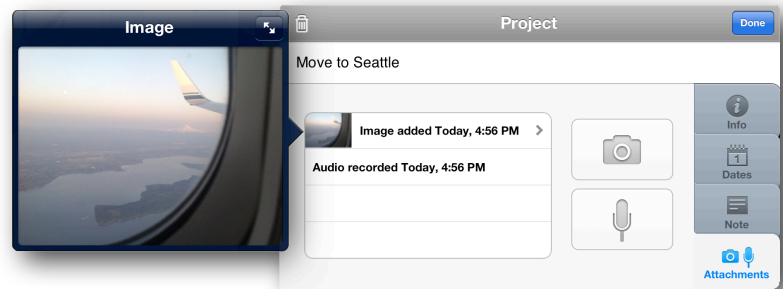 Image
Project
Done
Move to Seattle
Image added Today, 4:56 PM
Audio recorded Today, 4:56 PM
Info
1
Dates
Note
Attachments